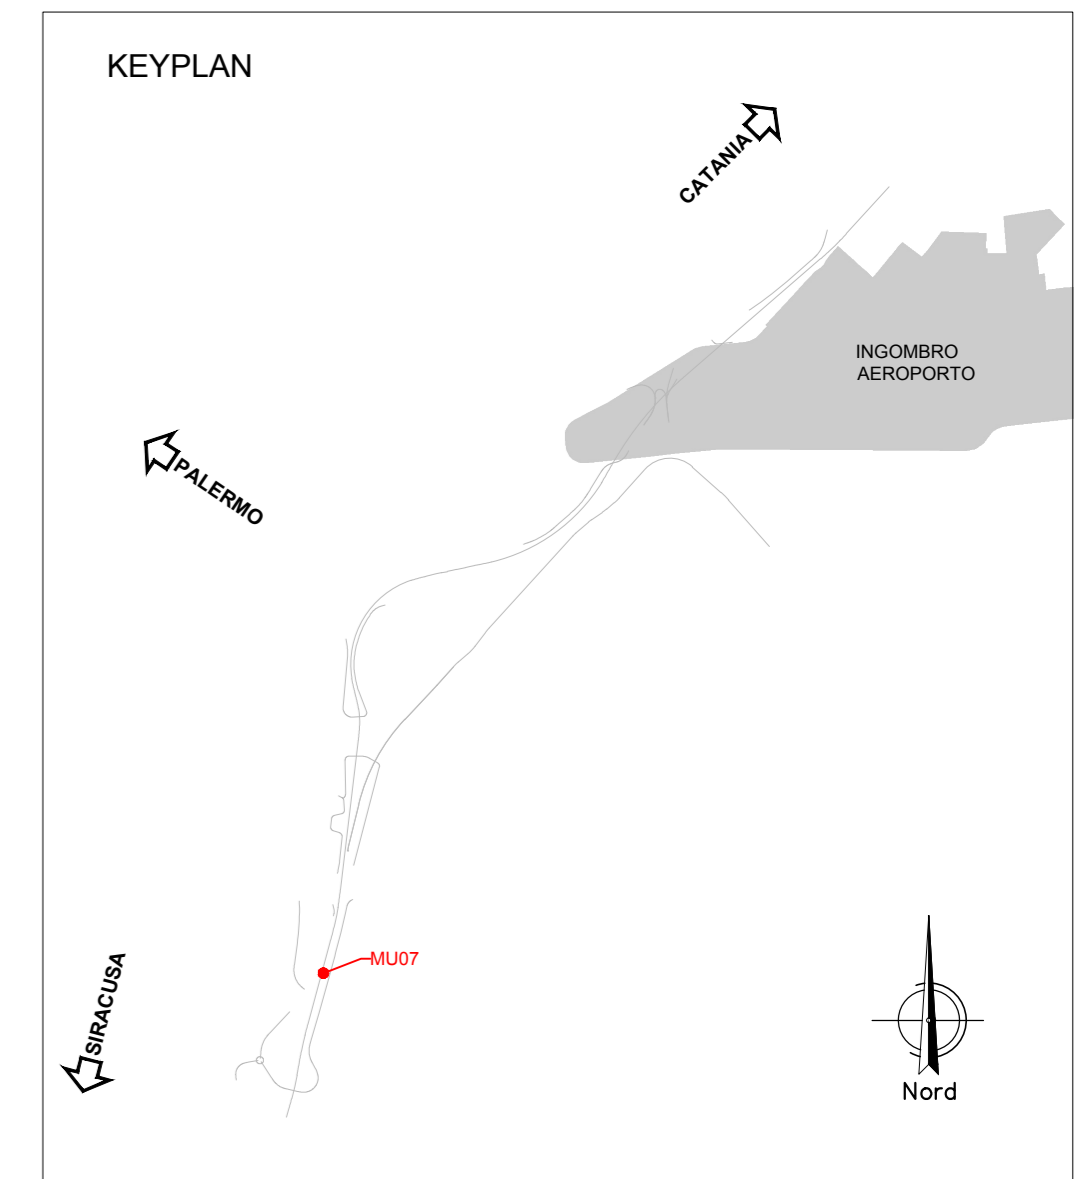 KEYPLAN
CATANIA
INGOMBRO
AEROPORTO
PALERMO
MU07
SIRACUSA
Nord